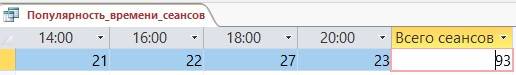 Популярность_времени_сеансов
14:00 16:00 18:00 20:00 Всего сеансов
21 22 27 23 93